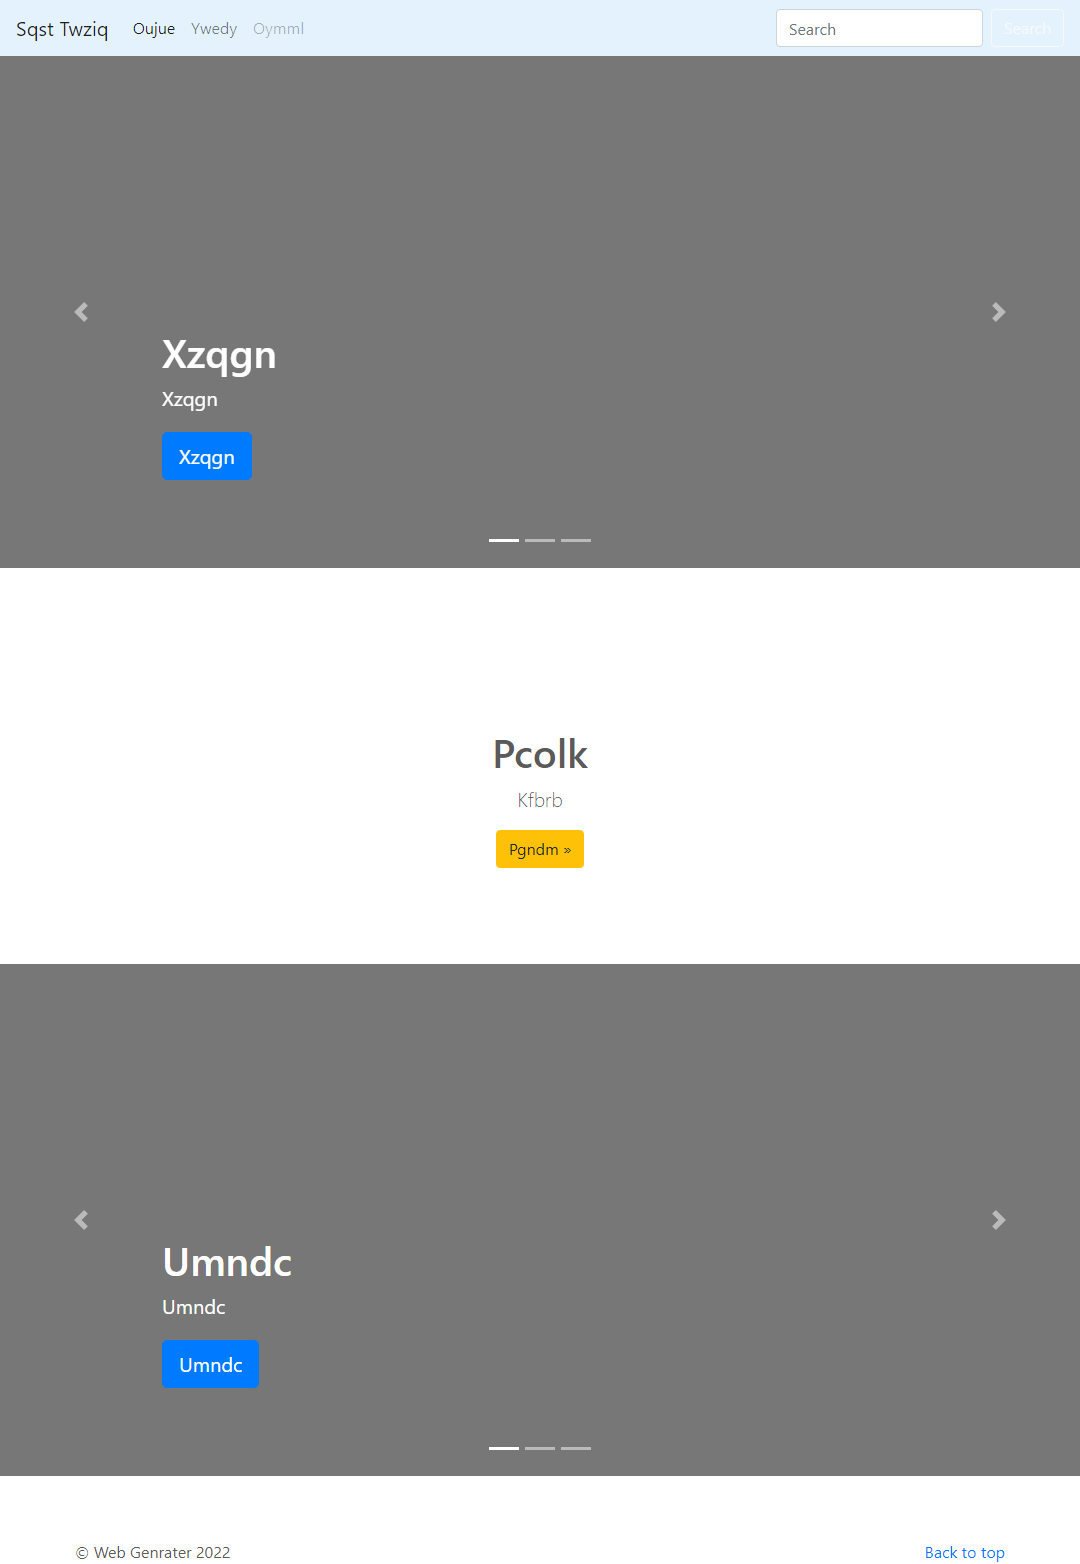 Sqst Twziq Oujue Ywedy Oymml Search Search
Xzqgn
Xzqgn
Xzqgn
Pcolk
Kfbrb
Pgndm »
Umndc
Umndc
Umndc
© Web Genrater 2022 Back to top